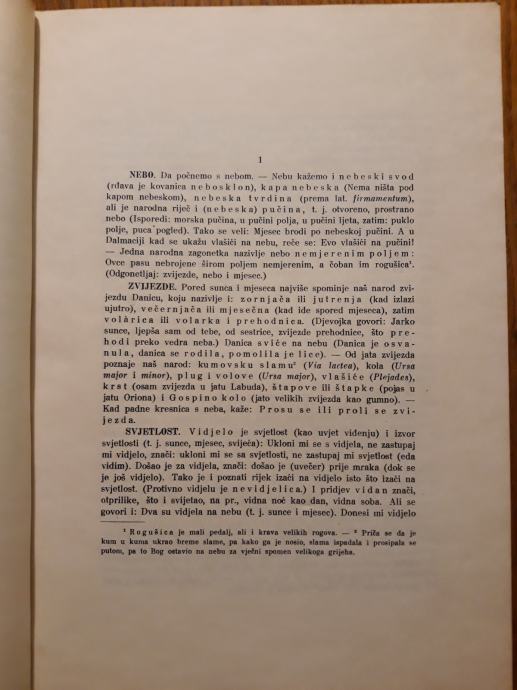 1
NEBO. Da počnemo s nebom. — Nebu kažemo i nebeski svod
(rđava je kovanica nebosklon), kapa nebeska (Nema ništa pod
kapom nebeskom), nebeska tvrdina (prema lat. firmamentum),
ali je narodna riječ i (nebeska) pučina, t. j. otvoreno, prostrano
nebo (Isporedi: morska pučina, u pučini polja, u pučini ljeta, zatim: puklo
polje, puca pogled). Tako se veli: Mjesec brodi po nebeskoj pučini. A u
Dalmaciji kad se ukažu vlašići na nebu, reče se: Evo vlašići na pučini!
— Jedna narodna zagonetka nazivlje nebo nemjerenim poljem:
Ovce pasu nebrojene širom poljem nemjerenim, a čoban im rogušica¹.
(Odgonetljaj: zvijezde, nebo i mjesec.)
ZVIJEZDE. Pored sunca i mjeseca najviše spominje naš narod zvi-
jezdu Danicu, koju nazivlje i: zornjača ili jutrenja (kad izlazi
ujutro), večernjača ili mjesečna (kad ide spored mjeseca), zatim
volàrica ili volarka i prehodnica. (Djevojka govori: Jarko
sunce, ljepša sam od tebe, od sestrice, zvijezde prehodnice, što pre-
hodi preko vedra neba.) Danica sviće na nebu (Danica je osva-
nula, danica se rodila, pomolila je lice). — Od jata zvijezda
poznaje naš narod: kumovsku slamu² (Via lactea), kola (Ursa
major i minor), plug i volove (Ursa major), vlašiće (Plejades),
krst (osam zvijezda u jatu Labuda), štapove ili štapke (pojas u
jatu Oriona) i Gospino kolo (jato velikih zvijezda kao gumno). —
Kad padne kresnica s neba, kaže: Prosu se ili proli se zvi-
jezda.
SVJETLOST. Vidjelo je svjetlost (kao uvjet viđenju) i izvor
svjetlosti (t. j. sunce, mjesec, svijeća): Ukloni mi se s vidjela, ne zastupaj
mi vidjelo, znači: ukloni mi se sa svjetlosti, ne zastupaj mi svjetlost (eda
vidim). Došao je za vidjela, znači: došao je (uvečer) prije mraka (dok se
je još vidjelo). Tako je i poznati rijek izaći na vidjelo isto što izaći na
svjetlost. (Protivno vidjelu je nevidjelica.) I pridjev vidan znači,
otprilike, što i svijetao, na pr., vidna noć kao dan, vidna soba. Ali se
govori i: Dva su vidjela na nebu (t. j. sunce i mjesec). Donesi mi vidjelo
¹ Rogušica je mali pedalj, ali i krava velikih rogova. — ² Priča se da je
kum u kuma ukrao breme slame, pa kako ga je nosio, slama ispadala i prosipala se
putom, pa to Bog ostavio na nebu za vječni spomen velikoga grijeha.